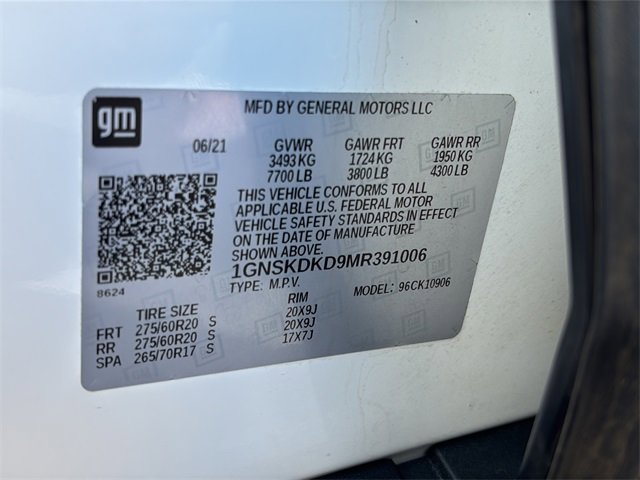 gm
MFD BY GENERAL MOTORS LLC
06/21 GVWR GAWR FRT GAWR RR
3493 KG 1724 KG 1950 KG
7700 LB 3800 LB 4300 LB
THIS VEHICLE CONFORMS TO ALL
APPLICABLE U.S. FEDERAL MOTOR
VEHICLE SAFETY STANDARDS IN EFFECT
ON THE DATE OF MANUFACTURE
SHOWN ABOVE.
1GNSKDKD9MR391006
8624
TYPE: M.P.V. MODEL: 96CK10906
TIRE SIZE RIM
FRT 275/60R20 S 20X9J
RR 275/60R20 S 20X9J
SPA 265/70R17 S 17X7J